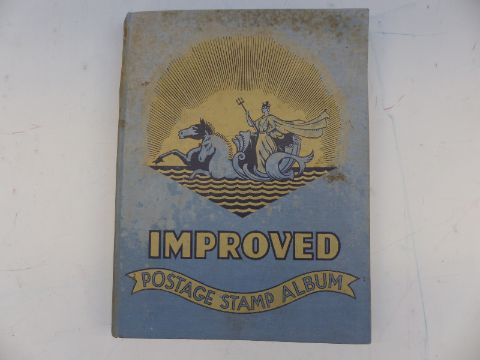 IMPROVED
POSTAGE STAMP ALBUM